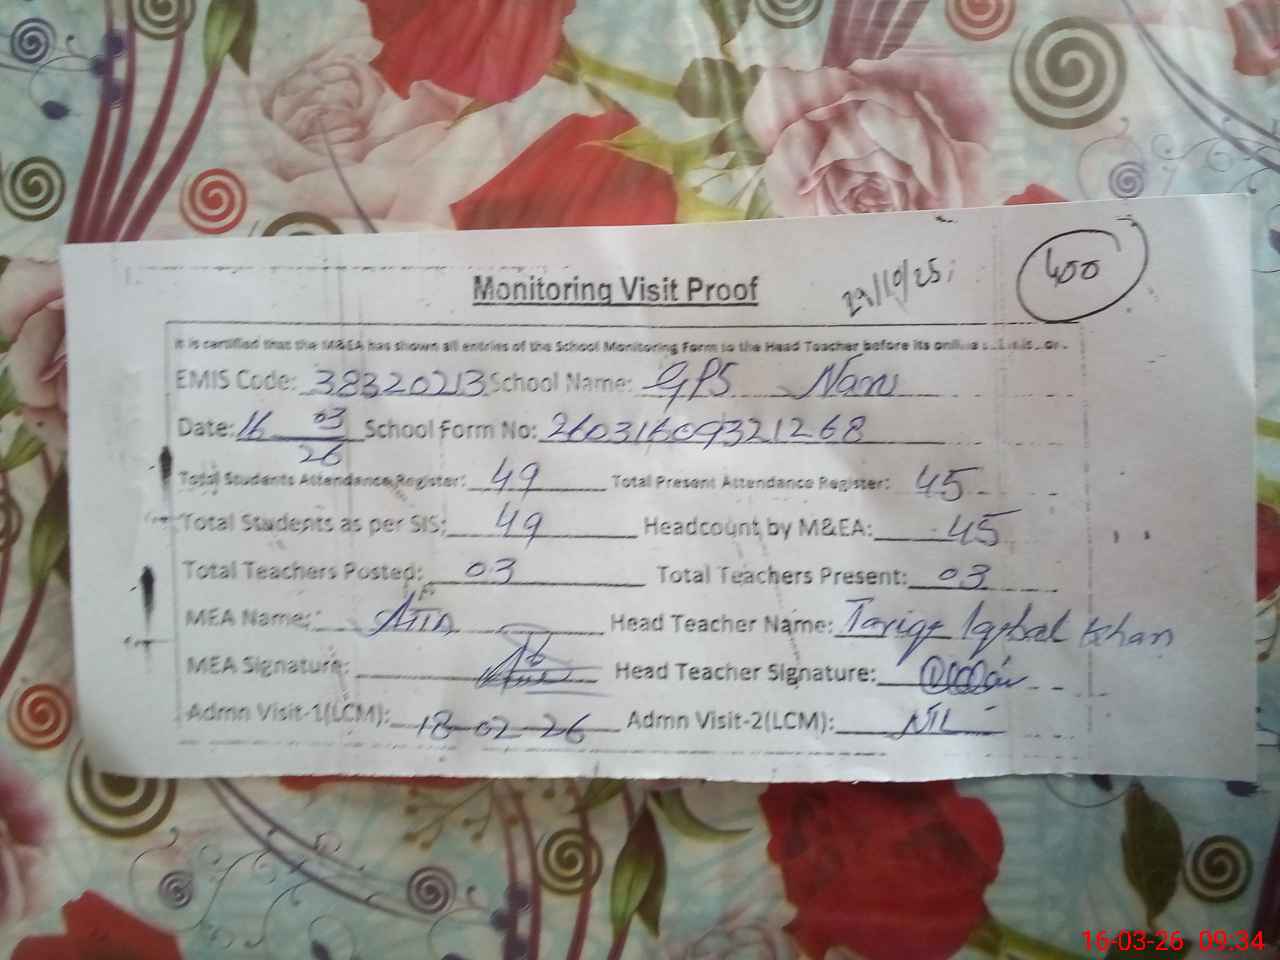 Monitoring Visit Proof
29/10/25
400
It is certified that the M&EA has shown all entries of the School Monitoring Form to the Head Teacher before its online
EMIS Code: 38320213 School Name: GPS
Date: 16 03 26 School Form No: 26031609321268
Total Students Attendance Register: 49 Total Present Attendance Register: 45
Total Students as per SIS: 49 Headcount by M&EA: 45
Total Teachers Posted: 03 Total Teachers Present: 03
MEA Name: Head Teacher Name: Tariq Iqbal Khan
MEA Signature: Head Teacher Signature:
Admn Visit-1(LCM): 18-02-26 Admn Visit-2(LCM): NIL
16-03-26 09:34